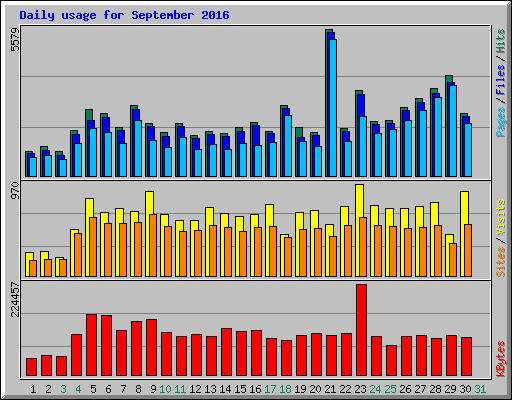 Daily usage for September 2016
5579
Pages / Files / Hits
970
Sites / Visits
224457
KBytes
1 2 3 4 5 6 7 8 9 10 11 12 13 14 15 16 17 18 19 20 21 22 23 24 25 26 27 28 29 30 31